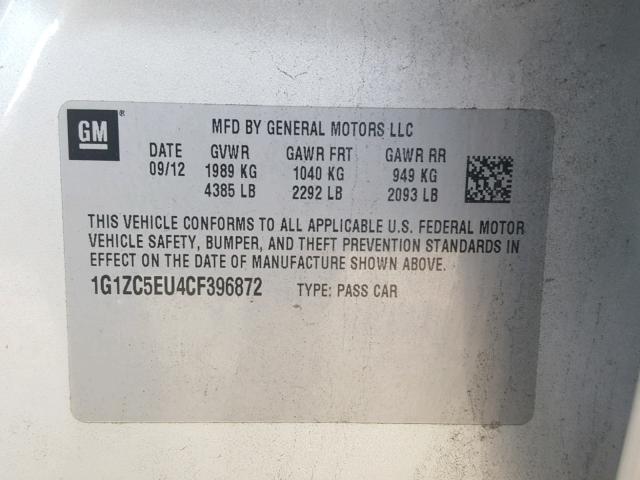 GM ®
MFD BY GENERAL MOTORS LLC
DATE GVWR GAWR FRT GAWR RR
09/12 1989 KG 1040 KG 949 KG
4385 LB 2292 LB 2093 LB
THIS VEHICLE CONFORMS TO ALL APPLICABLE U.S. FEDERAL MOTOR
VEHICLE SAFETY, BUMPER, AND THEFT PREVENTION STANDARDS IN
EFFECT ON THE DATE OF MANUFACTURE SHOWN ABOVE.
1G1ZC5EU4CF396872 TYPE: PASS CAR